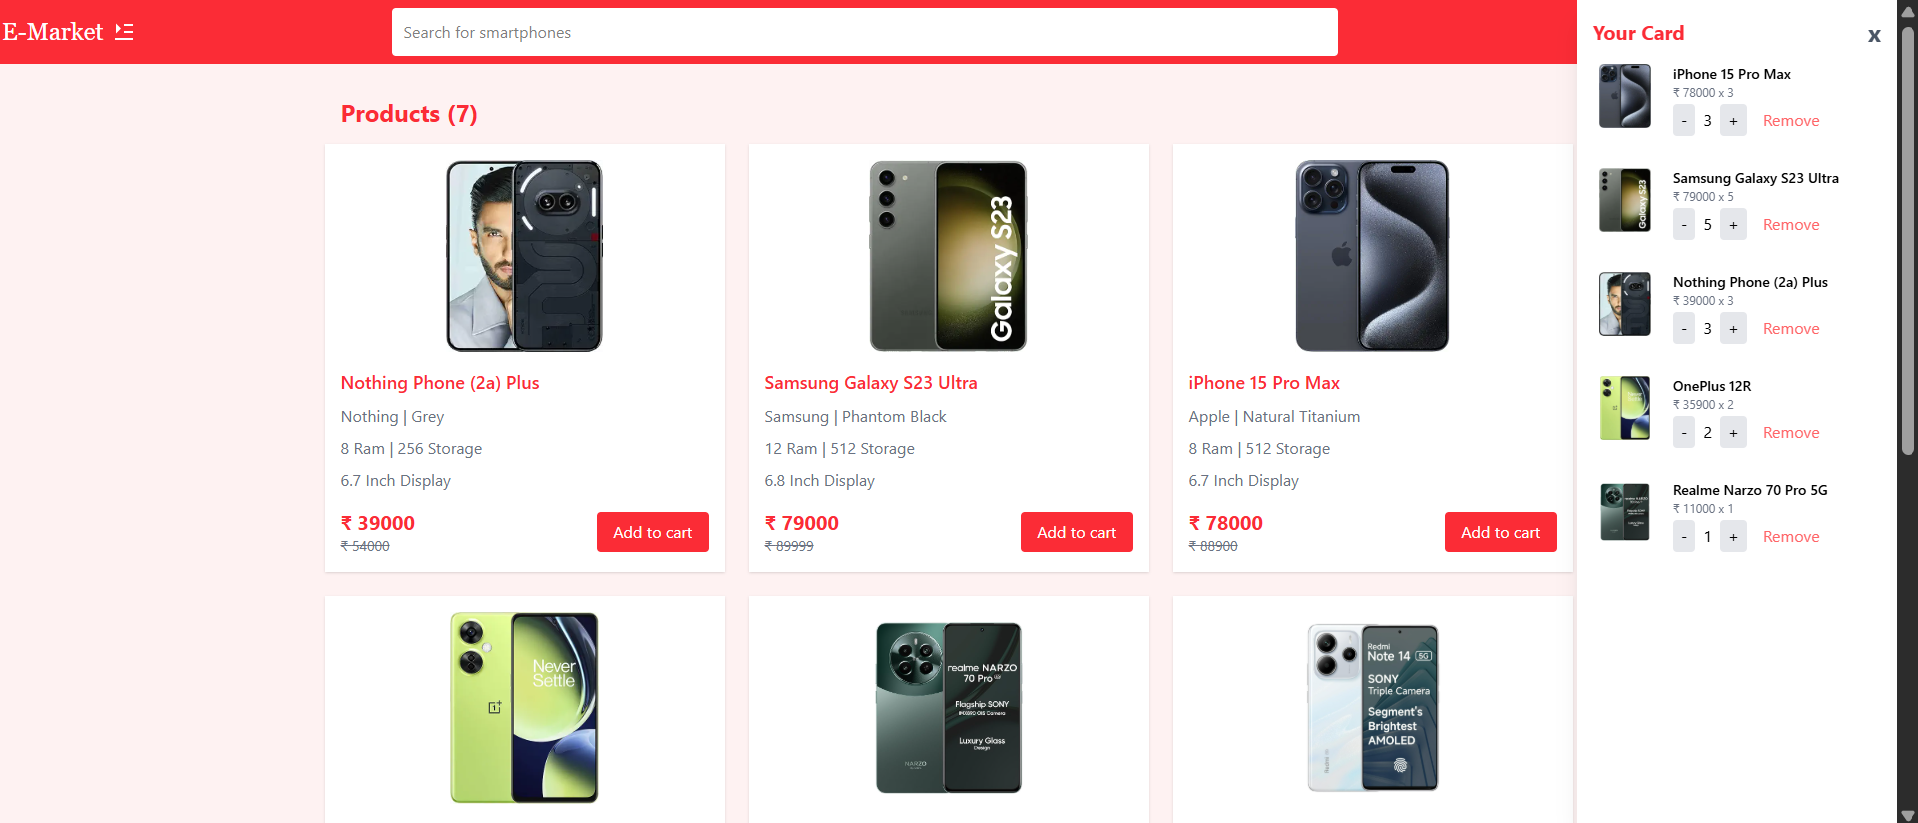 E-Market
Search for smartphones
Products (7)
Galaxy S23
Nothing Phone (2a) Plus
Nothing | Grey
8 Ram | 256 Storage
6.7 Inch Display
₹ 39000
₹ 54000
Add to cart
Samsung Galaxy S23 Ultra
Samsung | Phantom Black
12 Ram | 512 Storage
6.8 Inch Display
₹ 79000
₹ 89999
Add to cart
iPhone 15 Pro Max
Apple | Natural Titanium
8 Ram | 512 Storage
6.7 Inch Display
₹ 78000
₹ 88900
Add to cart
Never
Settle
realme NARZO
70 Pro 5G
Flagship SONY
Luxury Glass
Design
NARZO
Redmi
Note 14 5G
SONY
Triple Camera
Segment's
Brightest
AMOLED
Your Card
x
iPhone 15 Pro Max
₹ 78000 x 3
- 3 + Remove
Galaxy S23
Samsung Galaxy S23 Ultra
₹ 79000 x 5
- 5 + Remove
Nothing Phone (2a) Plus
₹ 39000 x 3
- 3 + Remove
OnePlus 12R
₹ 35900 x 2
- 2 + Remove
Realme Narzo 70 Pro 5G
₹ 11000 x 1
- 1 + Remove